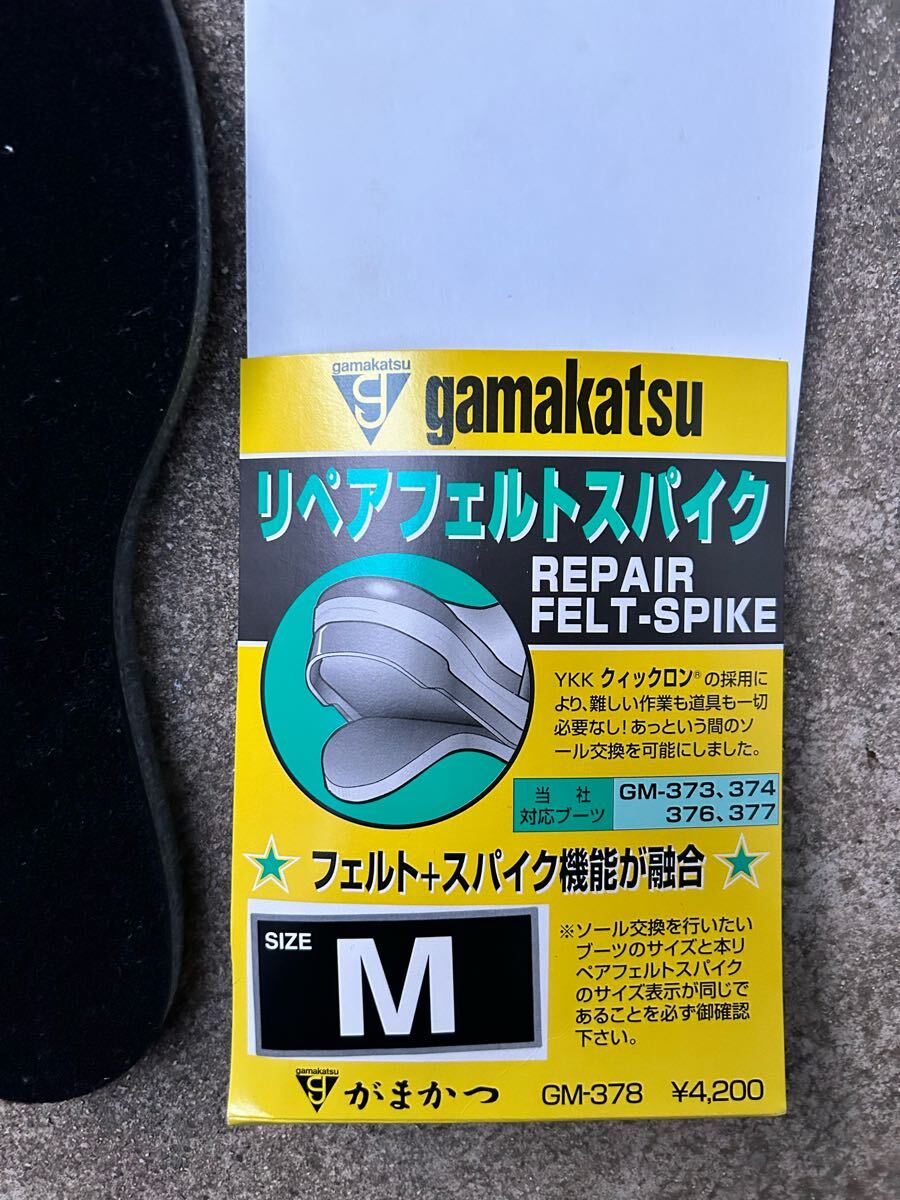 gamakatsu
gamakatsu
リペアフェルトスパイク
REPAIR
FELT-SPIKE
YKK クィックロン®の採用に
より、難しい作業も道具も一切
必要なし!あっという間のソ
ール交換を可能にしました。
当社
対応ブーツ
GM-373、374
376、377
フェルト+スパイク機能が融合
SIZE
M
※ソール交換を行いたい
ブーツのサイズと本リ
ペアフェルトスパイク
のサイズ表示が同じで
あることを必ず御確認
下さい。
gamakatsu
がまかつ
GM-378 ¥4,200